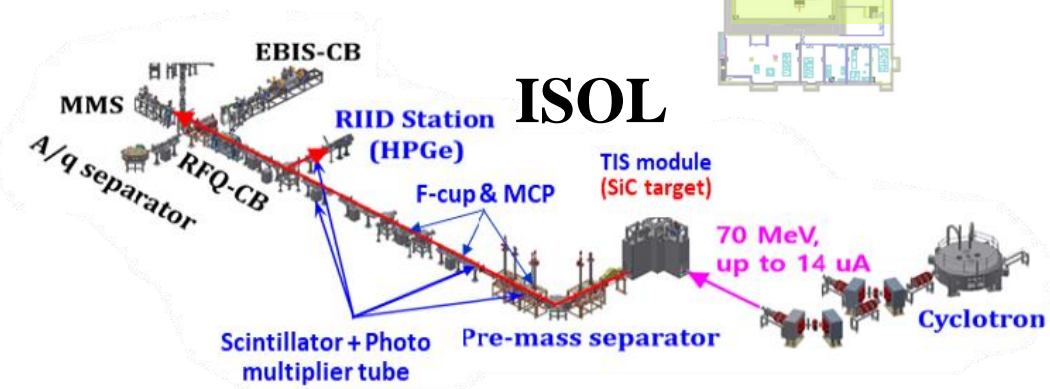 EBIS-CB
ISOL
MMS
RIID Station
(HPGe)
A/q separator
RFQ-CB
TIS module
(SiC target)
F-cup & MCP
70 MeV,
up to 14 uA
Cyclotron
Pre-mass separator
Scintillator + Photo
multiplier tube